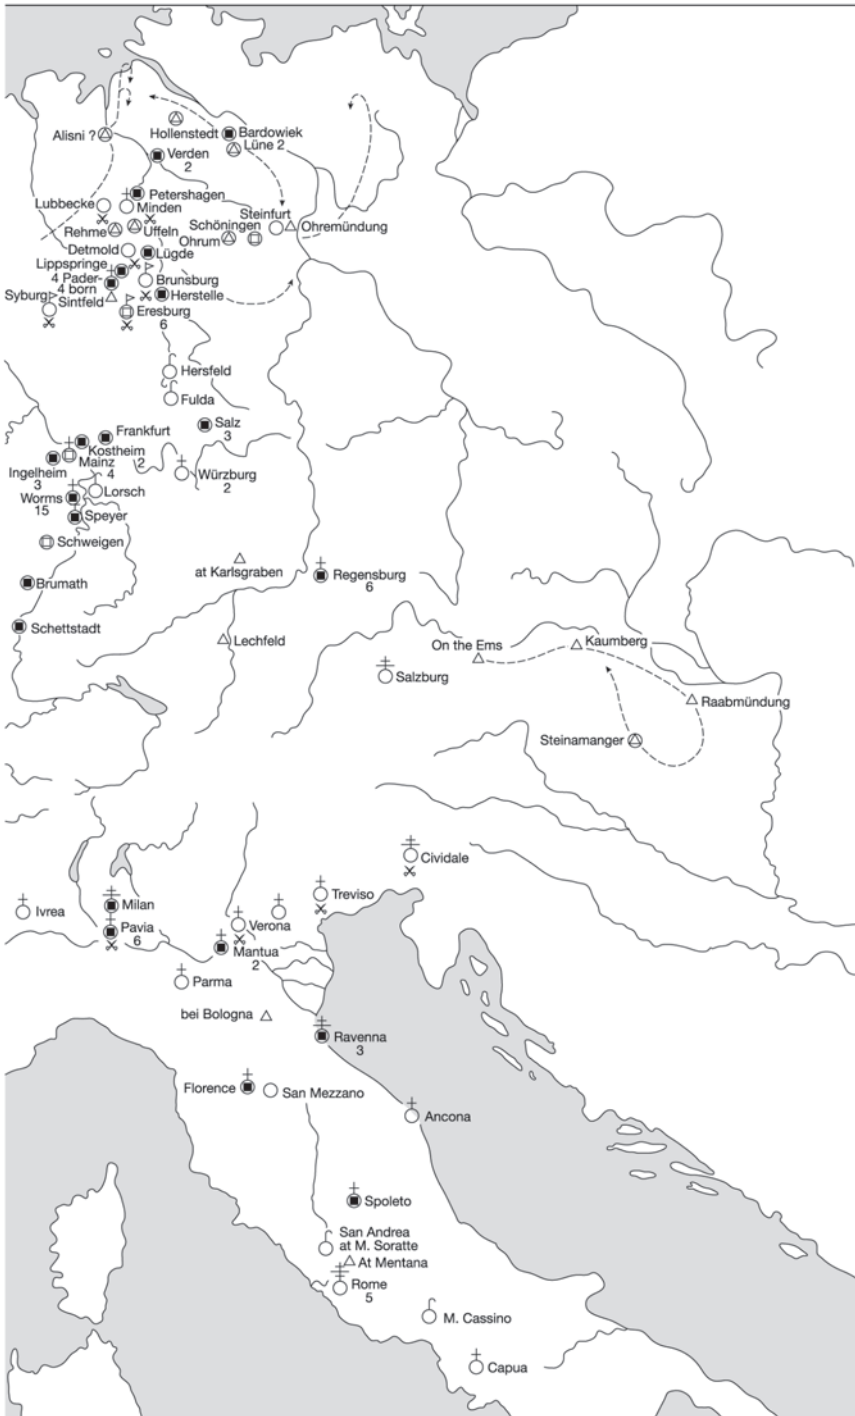 Alisni ?
Hollenstedt
Bardowiek
Lüne 2
Verden
2
Petershagen
Lubbecke
Minden
Steinfurt
Rehme
Uffeln
Schöningen
Ohremündung
Ohrum
Detmold
Lügde
Lippspringe
4 Pader-
4 born
Brunsburg
Syburg
Sintfeld
Herstelle
Eresburg
6
Hersfeld
Fulda
Salz
3
Frankfurt
Kostheim
2
Mainz
4
Ingelheim
3
Würzburg
2
Worms
15
Lorsch
Speyer
Schweigen
at Karlsgraben
Regensburg
6
Brumath
Schettstadt
Lechfeld
On the Ems
Kaumberg
Salzburg
Raabmündung
Steinamanger
Cividale
Treviso
Ivrea
Milan
Pavia
6
Verona
Mantua
2
Parma
bei Bologna
Ravenna
3
Florence
San Mezzano
Ancona
Spoleto
San Andrea
at M. Soratte
At Mentana
Rome
5
M. Cassino
Capua